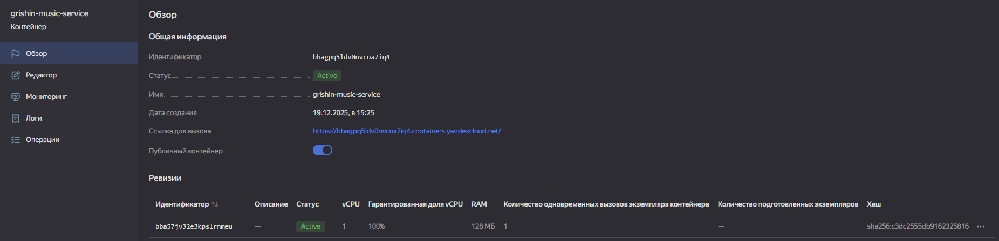 grishin-music-service
Контейнер
Обзор
Редактор
Мониторинг
Логи
Операции
Обзор
Общая информация
Идентификатор bbagpq5ldv0nvcoa7iq4
Статус Active
Имя grishin-music-service
Дата создания 19.12.2025, в 15:25
Ссылка для вызова https://bbagpq5ldv0nvcoa7iq4.containers.yandexcloud.net/
Публичный контейнер
Ревизии
Идентификатор Описание Статус vCPU Гарантированная доля vCPU RAM Количество одновременных вызовов экземпляра контейнера Количество подготовленных экземпляров Хеш
bba57jv32e3kpslrnmeu — Active 1 100% 128 МБ 1 — sha256:c3dc2555db9162325816